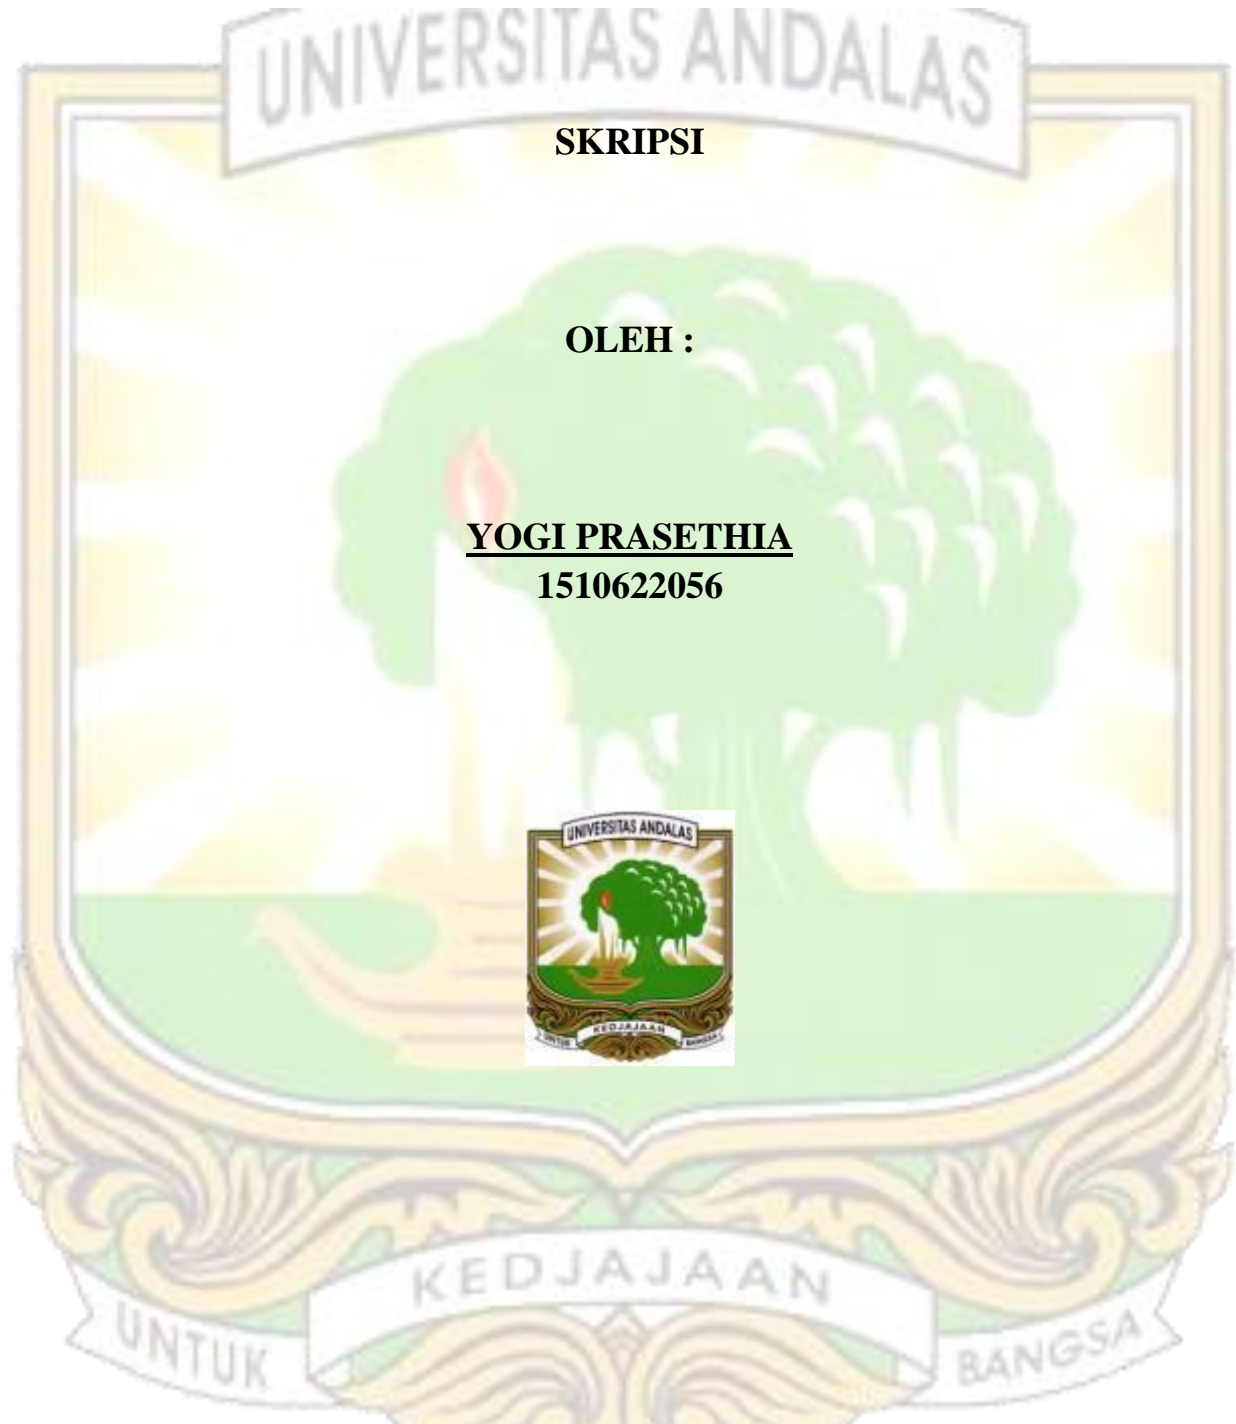 UNIVERSITAS ANDALAS
SKRIPSI
OLEH :
YOGI PRASETHIA
1510622056
UNIVERSITAS ANDALAS
UNTUK KEDJAJAAN BANGSA
UNTUK KEDJAJAAN BANGSA